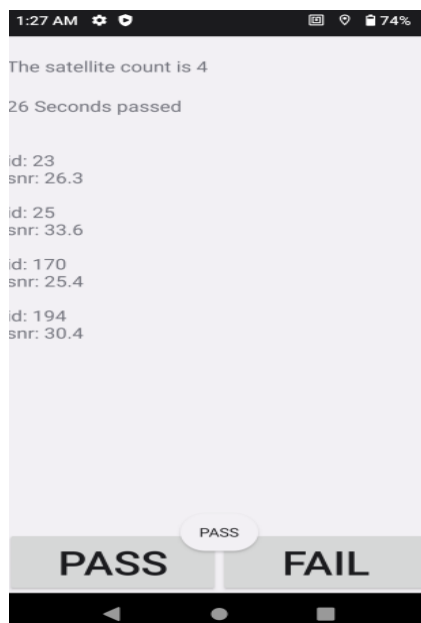 1:27 AM 74%
The satellite count is 4
26 Seconds passed
id: 23
snr: 26.3
id: 25
snr: 33.6
id: 170
snr: 25.4
id: 194
snr: 30.4
PASS
PASS FAIL